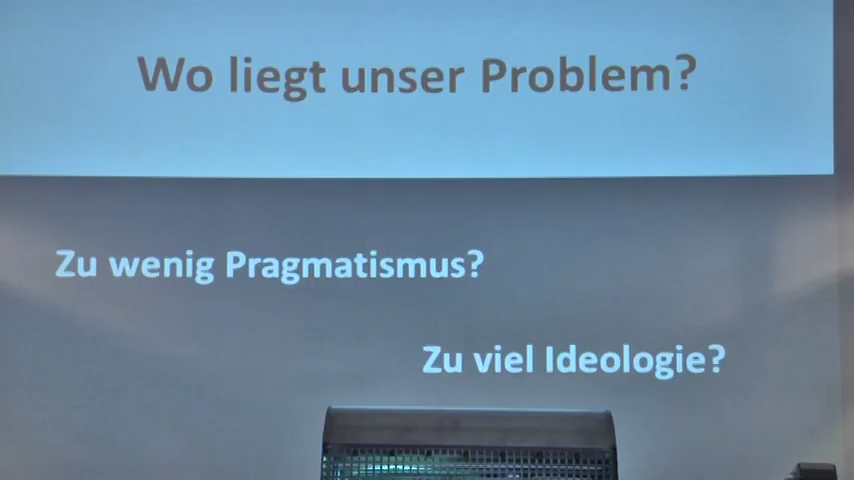 Wo liegt unser Problem?
Zu wenig Pragmatismus?
Zu viel Ideologie?